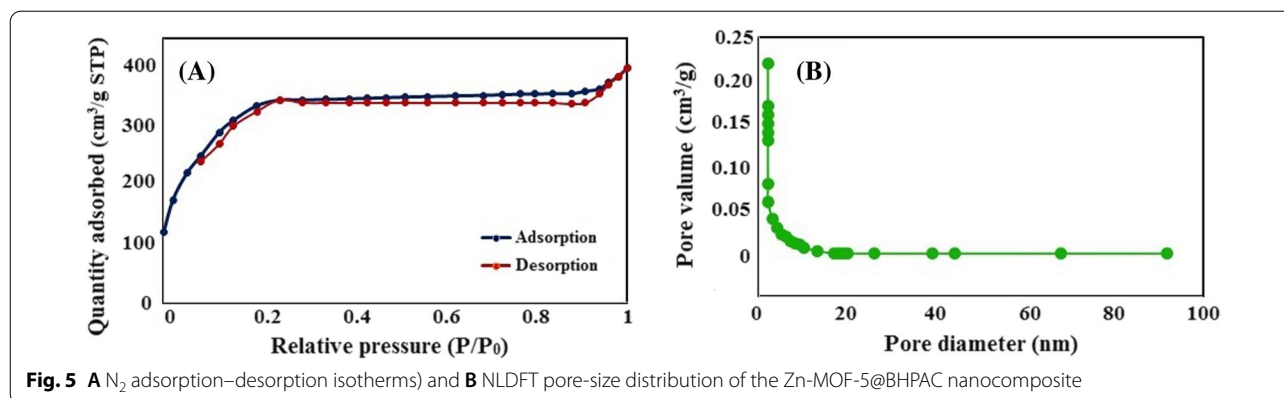 (A)
Quantity adsorbed (cm³/g STP)
400
300
200
100
0
Adsorption
Desorption
0 0.2 0.4 0.6 0.8 1
Relative pressure (P/P₀)
(B)
Pore valume (cm³/g)
0.25
0.20
0.15
0.10
0.05
0
0 20 40 60 80 100
Pore diameter (nm)
Fig. 5 A N₂ adsorption–desorption isotherms) and B NLDFT pore-size distribution of the Zn-MOF-5@BHPAC nanocomposite